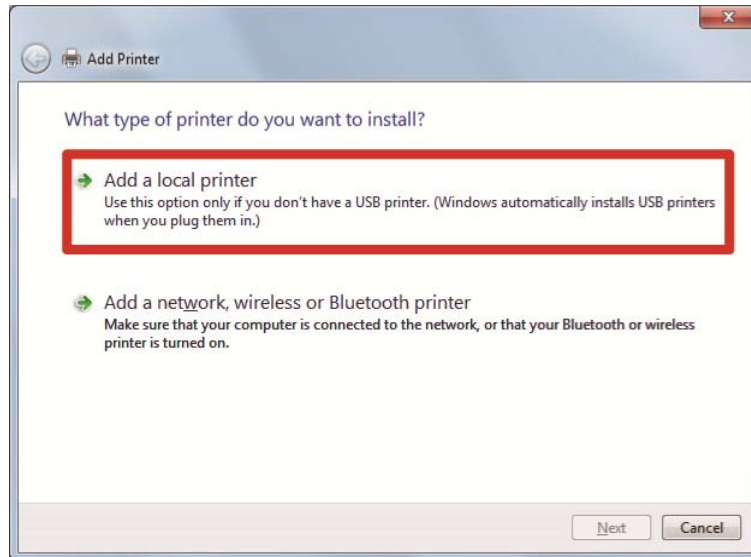 Add Printer
What type of printer do you want to install?
Add a local printer
Use this option only if you don't have a USB printer. (Windows automatically installs USB printers
when you plug them in.)
Add a network, wireless or Bluetooth printer
Make sure that your computer is connected to the network, or that your Bluetooth or wireless
printer is turned on.
Next Cancel